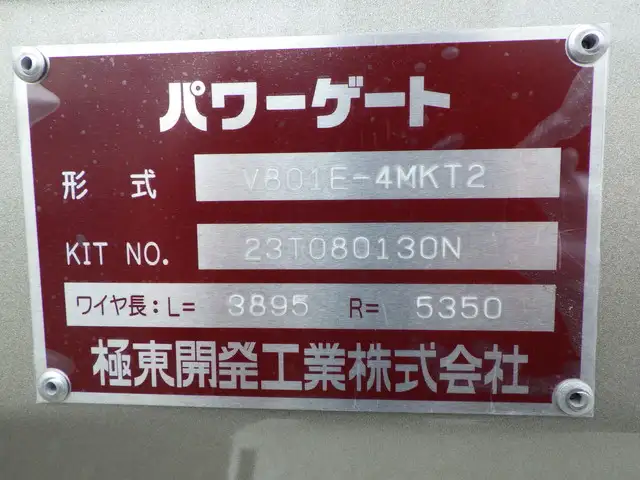 パワーゲート
形式 V801E-4MKT2
KIT NO. 23T080130N
ワイヤ長：L= 3895 R= 5350
極東開発工業株式会社